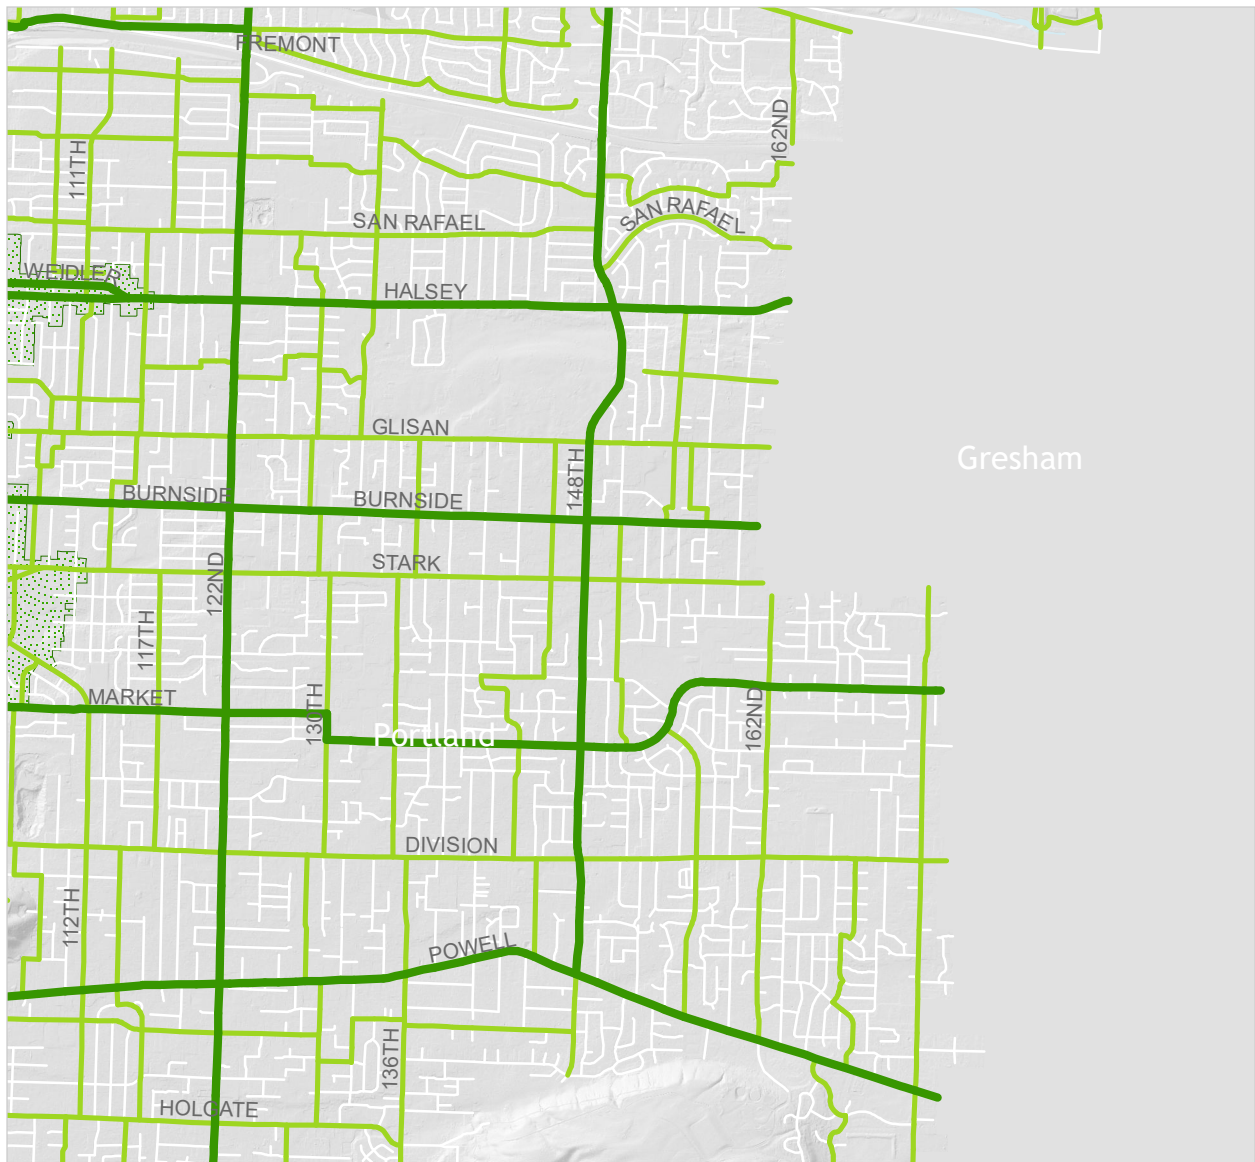 FREMONT
162ND
111TH
SAN RAFAEL
SAN RAFAEL
WEIDLER
HALSEY
GLISAN
Gresham
148TH
BURNSIDE
BURNSIDE
STARK
122ND
117TH
MARKET
130TH
162ND
Portland
DIVISION
112TH
POWELL
136TH
HOLGATE